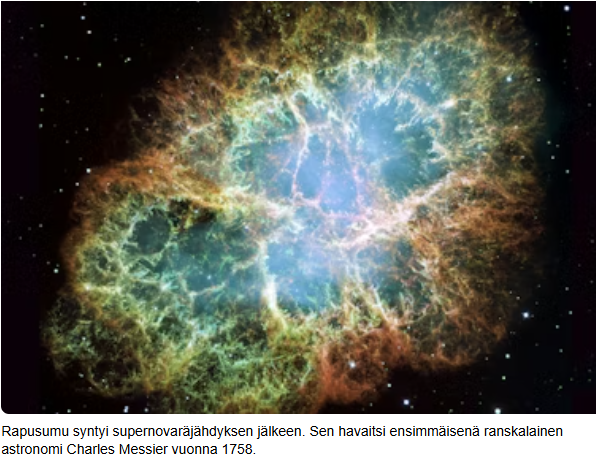 Rapusumu syntyi supernovaräjähdyksen jälkeen. Sen havaitsi ensimmäisenä ranskalainen
astronomi Charles Messier vuonna 1758.